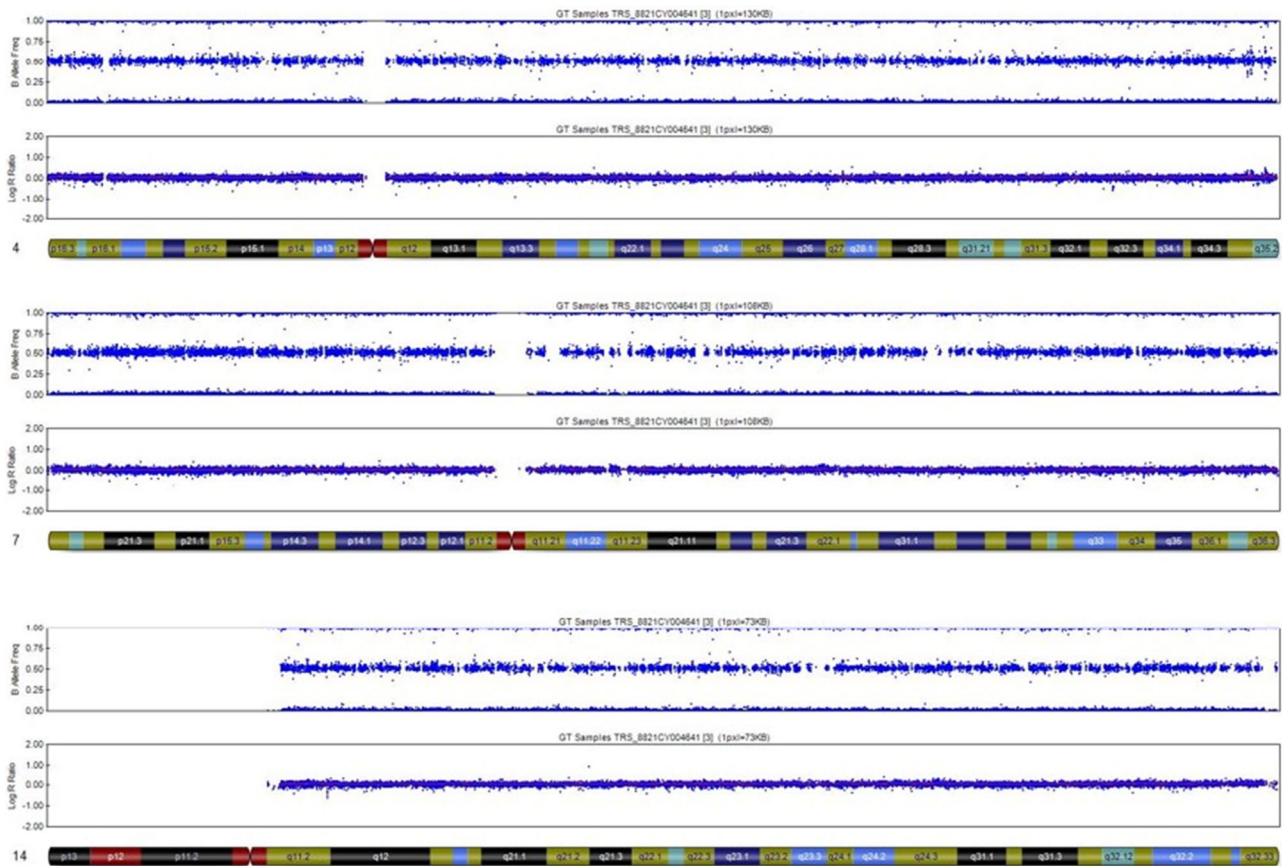 GT Samples TRS_8821CY004641 [3] (1pxl=130KB)
B Allele Freq
1.00
0.75
0.50
0.25
0.00
GT Samples TRS_8821CY004641 [3] (1pxl=130KB)
Log R Ratio
2.00
1.00
0.00
-1.00
-2.00
4 p16.3 p16.1 p15.2 p15.1 p14 p13 p12 q12 q13.1 q13.3 q22.1 q24 q25 q26 q27 q28.1 q28.3 q31.21 q31.3 q32.1 q32.3 q34.1 q34.3 q35.2
GT Samples TRS_8821CY004641 [3] (1pxl=108KB)
B Allele Freq
1.00
0.75
0.50
0.25
0.00
GT Samples TRS_8821CY004641 [3] (1pxl=108KB)
Log R Ratio
2.00
1.00
0.00
-1.00
-2.00
7 p21.3 p21.1 p15.3 p14.3 p14.1 p12.3 p12.1 p11.2 q11.21 q11.22 q11.23 q21.11 q21.3 q22.1 q31.1 q33 q34 q35 q36.1 q36.3
GT Samples TRS_8821CY004641 [3] (1pxl=73KB)
B Allele Freq
1.00
0.75
0.50
0.25
0.00
GT Samples TRS_8821CY004641 [3] (1pxl=73KB)
Log R Ratio
2.00
1.00
0.00
-1.00
-2.00
14 p13 p12 p11.2 q11.2 q12 q21.1 q21.2 q21.3 q22.1 q22.3 q23.1 q23.2 q23.3 q24.1 q24.2 q24.3 q31.1 q31.3 q32.12 q32.2 q32.33